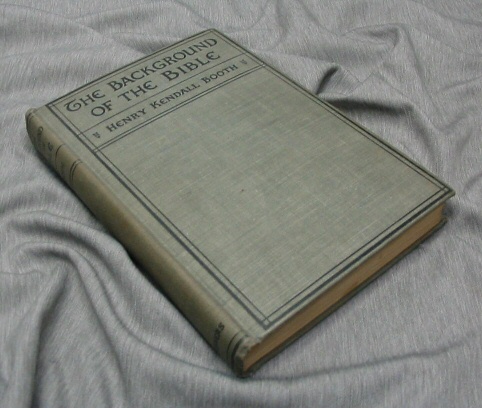 THE BACKGROUND
OF THE BIBLE
HENRY KENDALL BOOTH